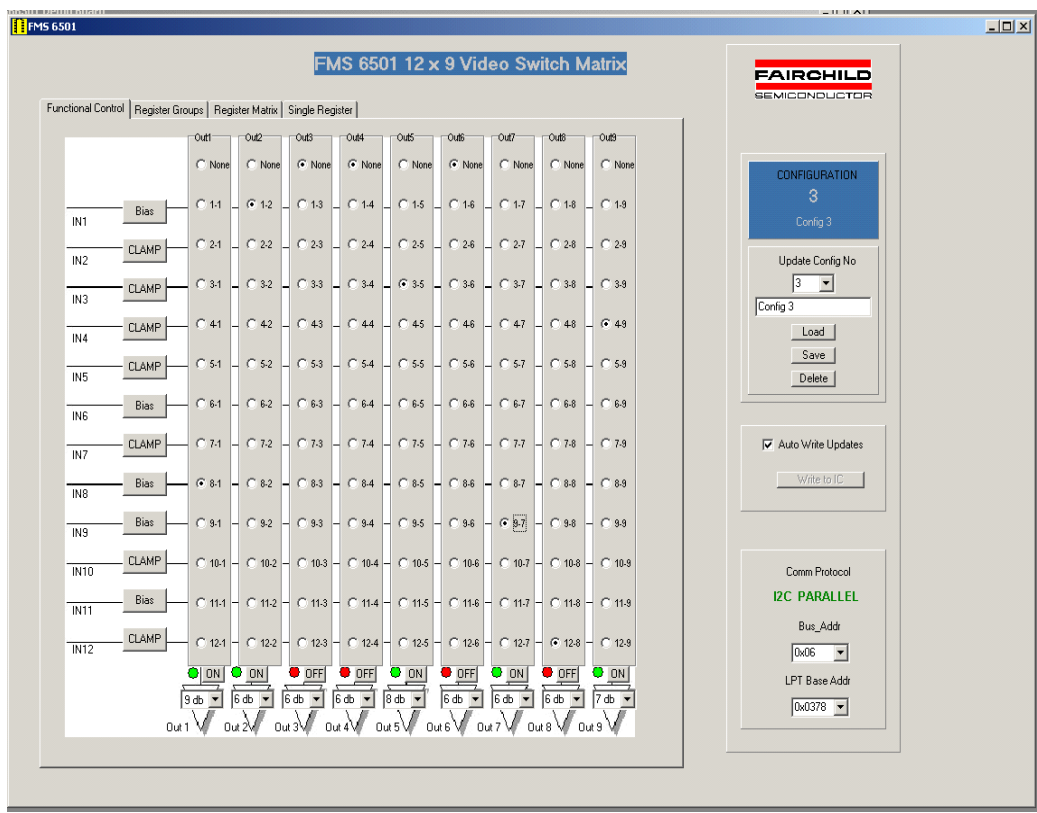 FMS 6501
FMS 6501 12 x 9 Video Switch Matrix
FAIRCHILD
SEMICONDUCTOR
Functional Control Register Groups Register Matrix Single Register
Out1 Out2 Out3 Out4 Out5 Out6 Out7 Out8 Out9
None None None None None None None None None
IN1 Bias 1-1 1-2 1-3 1-4 1-5 1-6 1-7 1-8 1-9
IN2 CLAMP 2-1 2-2 2-3 2-4 2-5 2-6 2-7 2-8 2-9
IN3 CLAMP 3-1 3-2 3-3 3-4 3-5 3-6 3-7 3-8 3-9
IN4 CLAMP 4-1 4-2 4-3 4-4 4-5 4-6 4-7 4-8 4-9
IN5 CLAMP 5-1 5-2 5-3 5-4 5-5 5-6 5-7 5-8 5-9
IN6 Bias 6-1 6-2 6-3 6-4 6-5 6-6 6-7 6-8 6-9
IN7 CLAMP 7-1 7-2 7-3 7-4 7-5 7-6 7-7 7-8 7-9
IN8 Bias 8-1 8-2 8-3 8-4 8-5 8-6 8-7 8-8 8-9
IN9 Bias 9-1 9-2 9-3 9-4 9-5 9-6 9-7 9-8 9-9
IN10 CLAMP 10-1 10-2 10-3 10-4 10-5 10-6 10-7 10-8 10-9
IN11 Bias 11-1 11-2 11-3 11-4 11-5 11-6 11-7 11-8 11-9
IN12 CLAMP 12-1 12-2 12-3 12-4 12-5 12-6 12-7 12-8 12-9
ON ON OFF OFF ON OFF ON OFF ON
9 db 6 db 6 db 6 db 8 db 6 db 6 db 6 db 7 db
Out 1 Out 2 Out 3 Out 4 Out 5 Out 6 Out 7 Out 8 Out 9
CONFIGURATION
3
Config 3
Update Config No
3
Config 3
Load
Save
Delete
Auto Write Updates
Write to IC
Comm Protocol
I2C PARALLEL
Bus_Addr
0x06
LPT Base Addr
0x0378